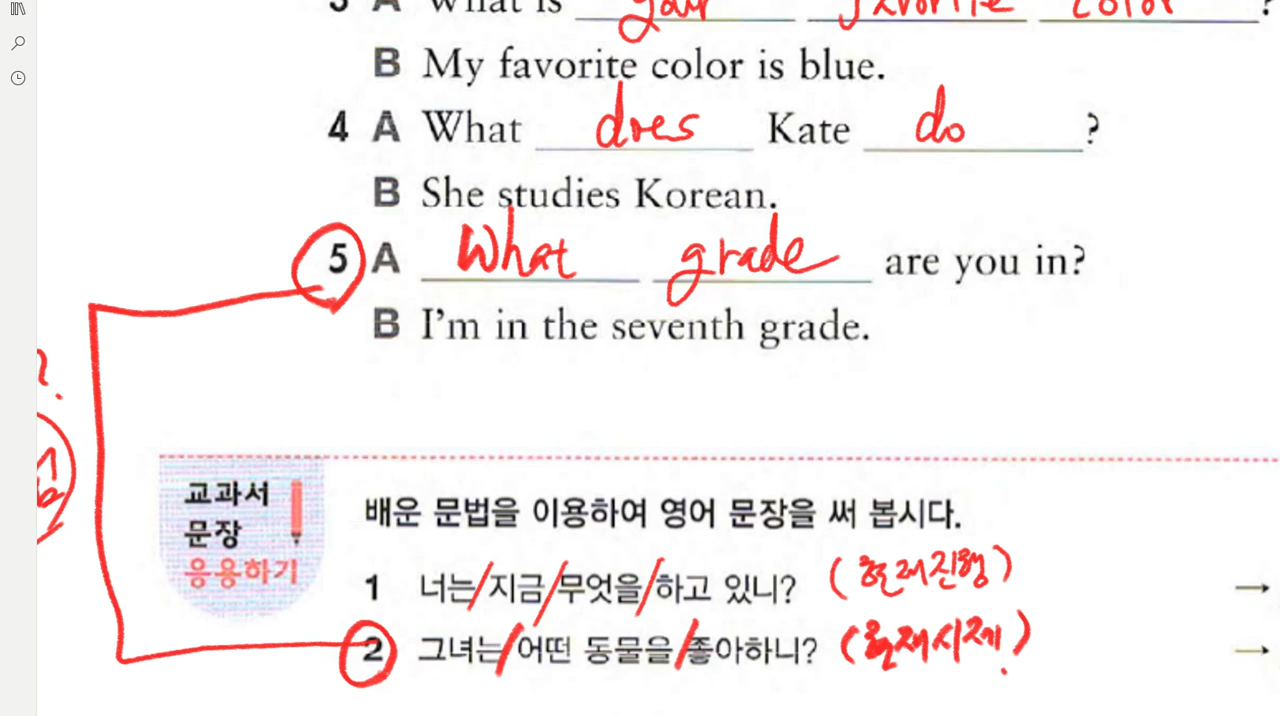 3 A What is your favorite color ?
B My favorite color is blue.
4 A What does Kate do ?
B She studies Korean.
5 A What grade are you in?
B I'm in the seventh grade.
교과서
문장
응용하기
배운 문법을 이용하여 영어 문장을 써 봅시다.
1 너는/지금/무엇을/하고 있니? (현재진행) →
2 그녀는/어떤 동물을/좋아하니? (현재시제) →